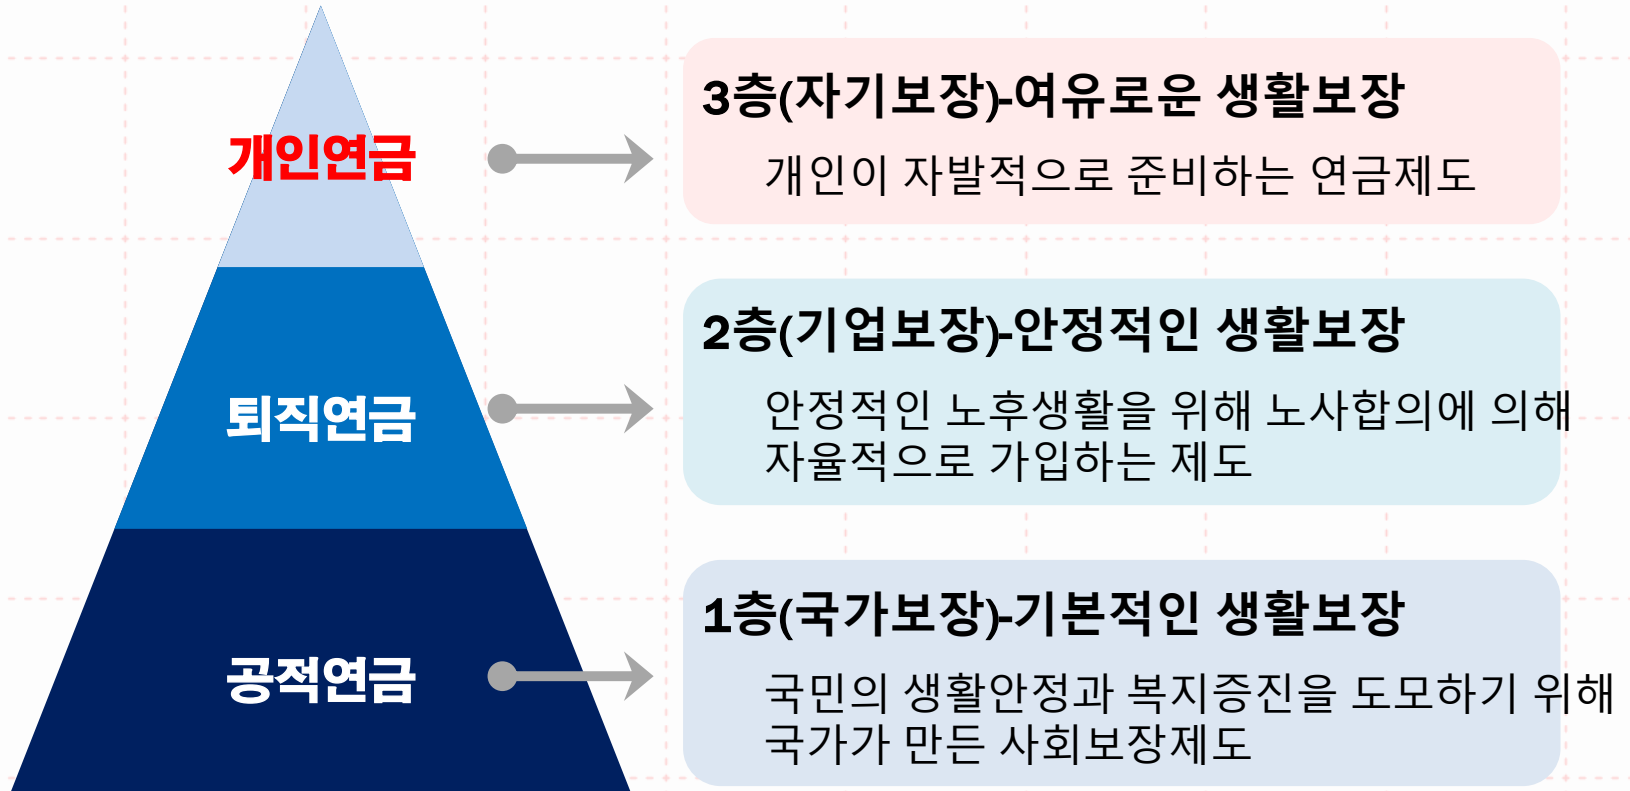 개인연금
3층(자기보장)-여유로운 생활보장
개인이 자발적으로 준비하는 연금제도
퇴직연금
2층(기업보장)-안정적인 생활보장
안정적인 노후생활을 위해 노사합의에 의해
자율적으로 가입하는 제도
공적연금
1층(국가보장)-기본적인 생활보장
국민의 생활안정과 복지증진을 도모하기 위해
국가가 만든 사회보장제도